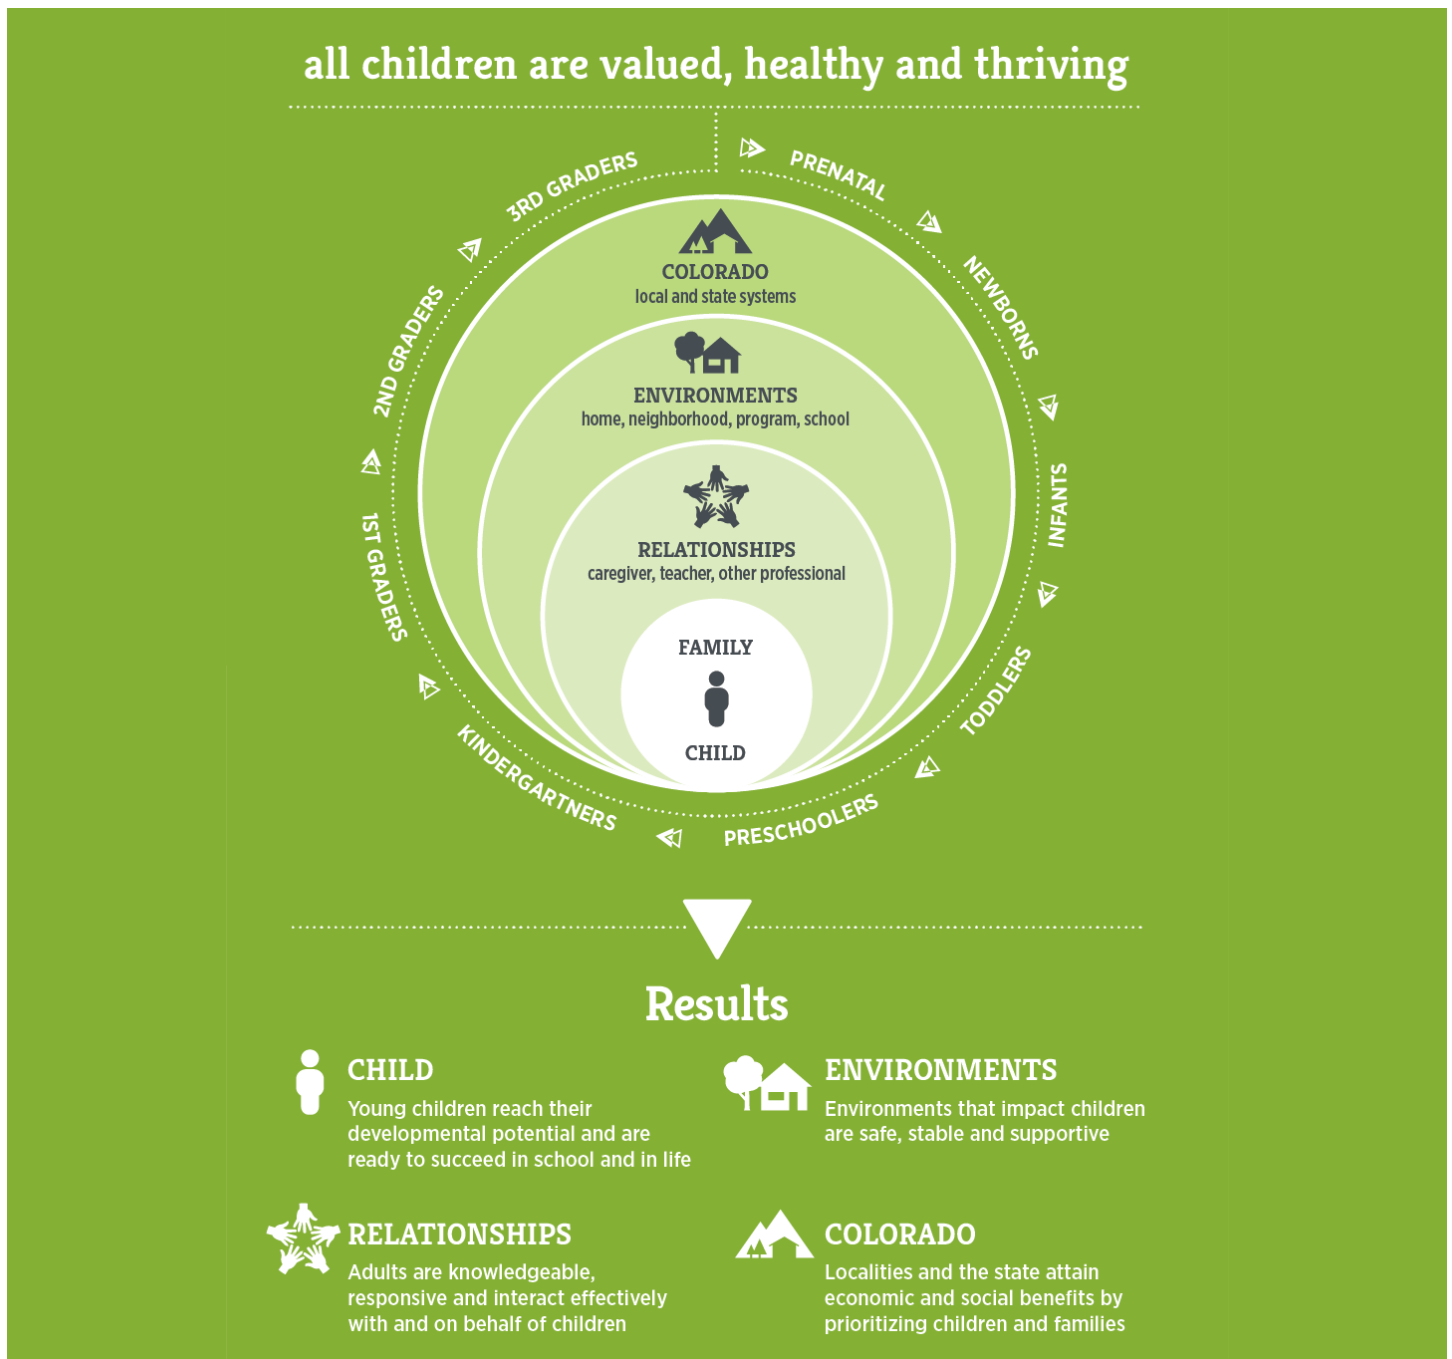 all children are valued, healthy and thriving
PRENATAL
NEWBORNS
INFANTS
TODDLERS
PRESCHOOLERS
KINDERGARTNERS
1ST GRADERS
2ND GRADERS
3RD GRADERS
COLORADO
local and state systems
ENVIRONMENTS
home, neighborhood, program, school
RELATIONSHIPS
caregiver, teacher, other professional
FAMILY
CHILD
Results
CHILD
Young children reach their
developmental potential and are
ready to succeed in school and in life
ENVIRONMENTS
Environments that impact children
are safe, stable and supportive
RELATIONSHIPS
Adults are knowledgeable,
responsive and interact effectively
with and on behalf of children
COLORADO
Localities and the state attain
economic and social benefits by
prioritizing children and families